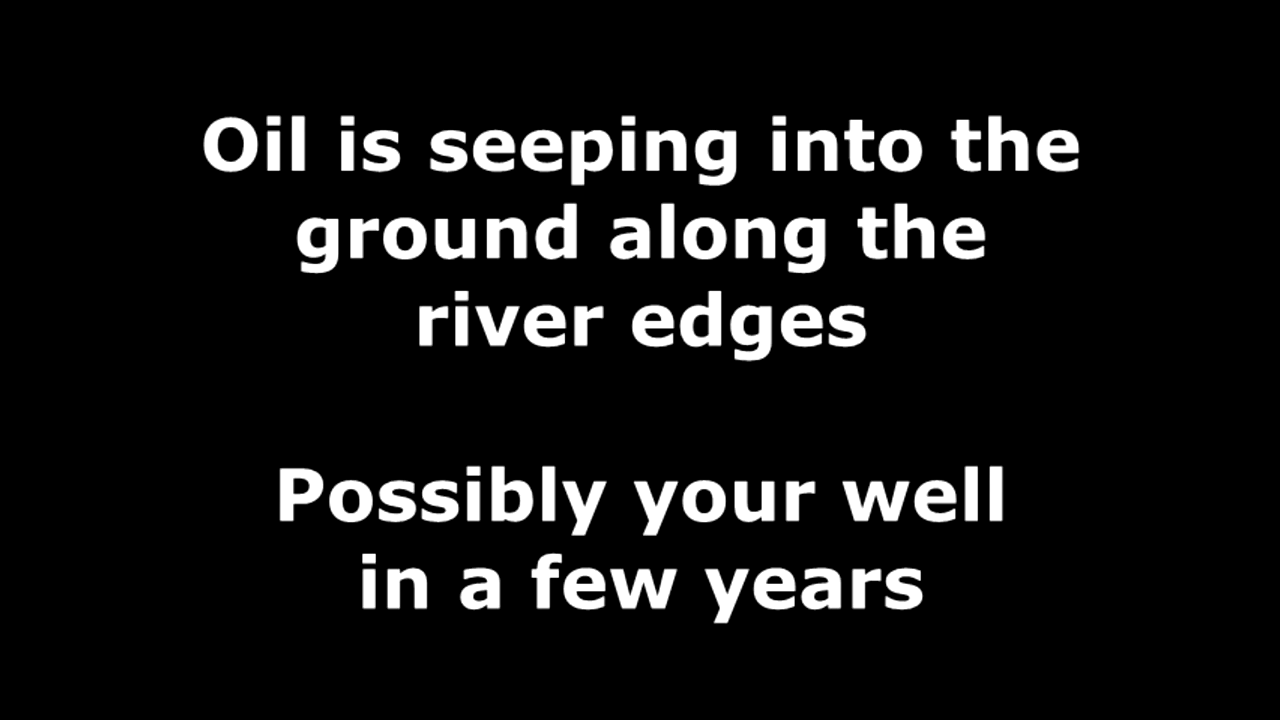 Oil is seeping into the
ground along the
river edges
Possibly your well
in a few years